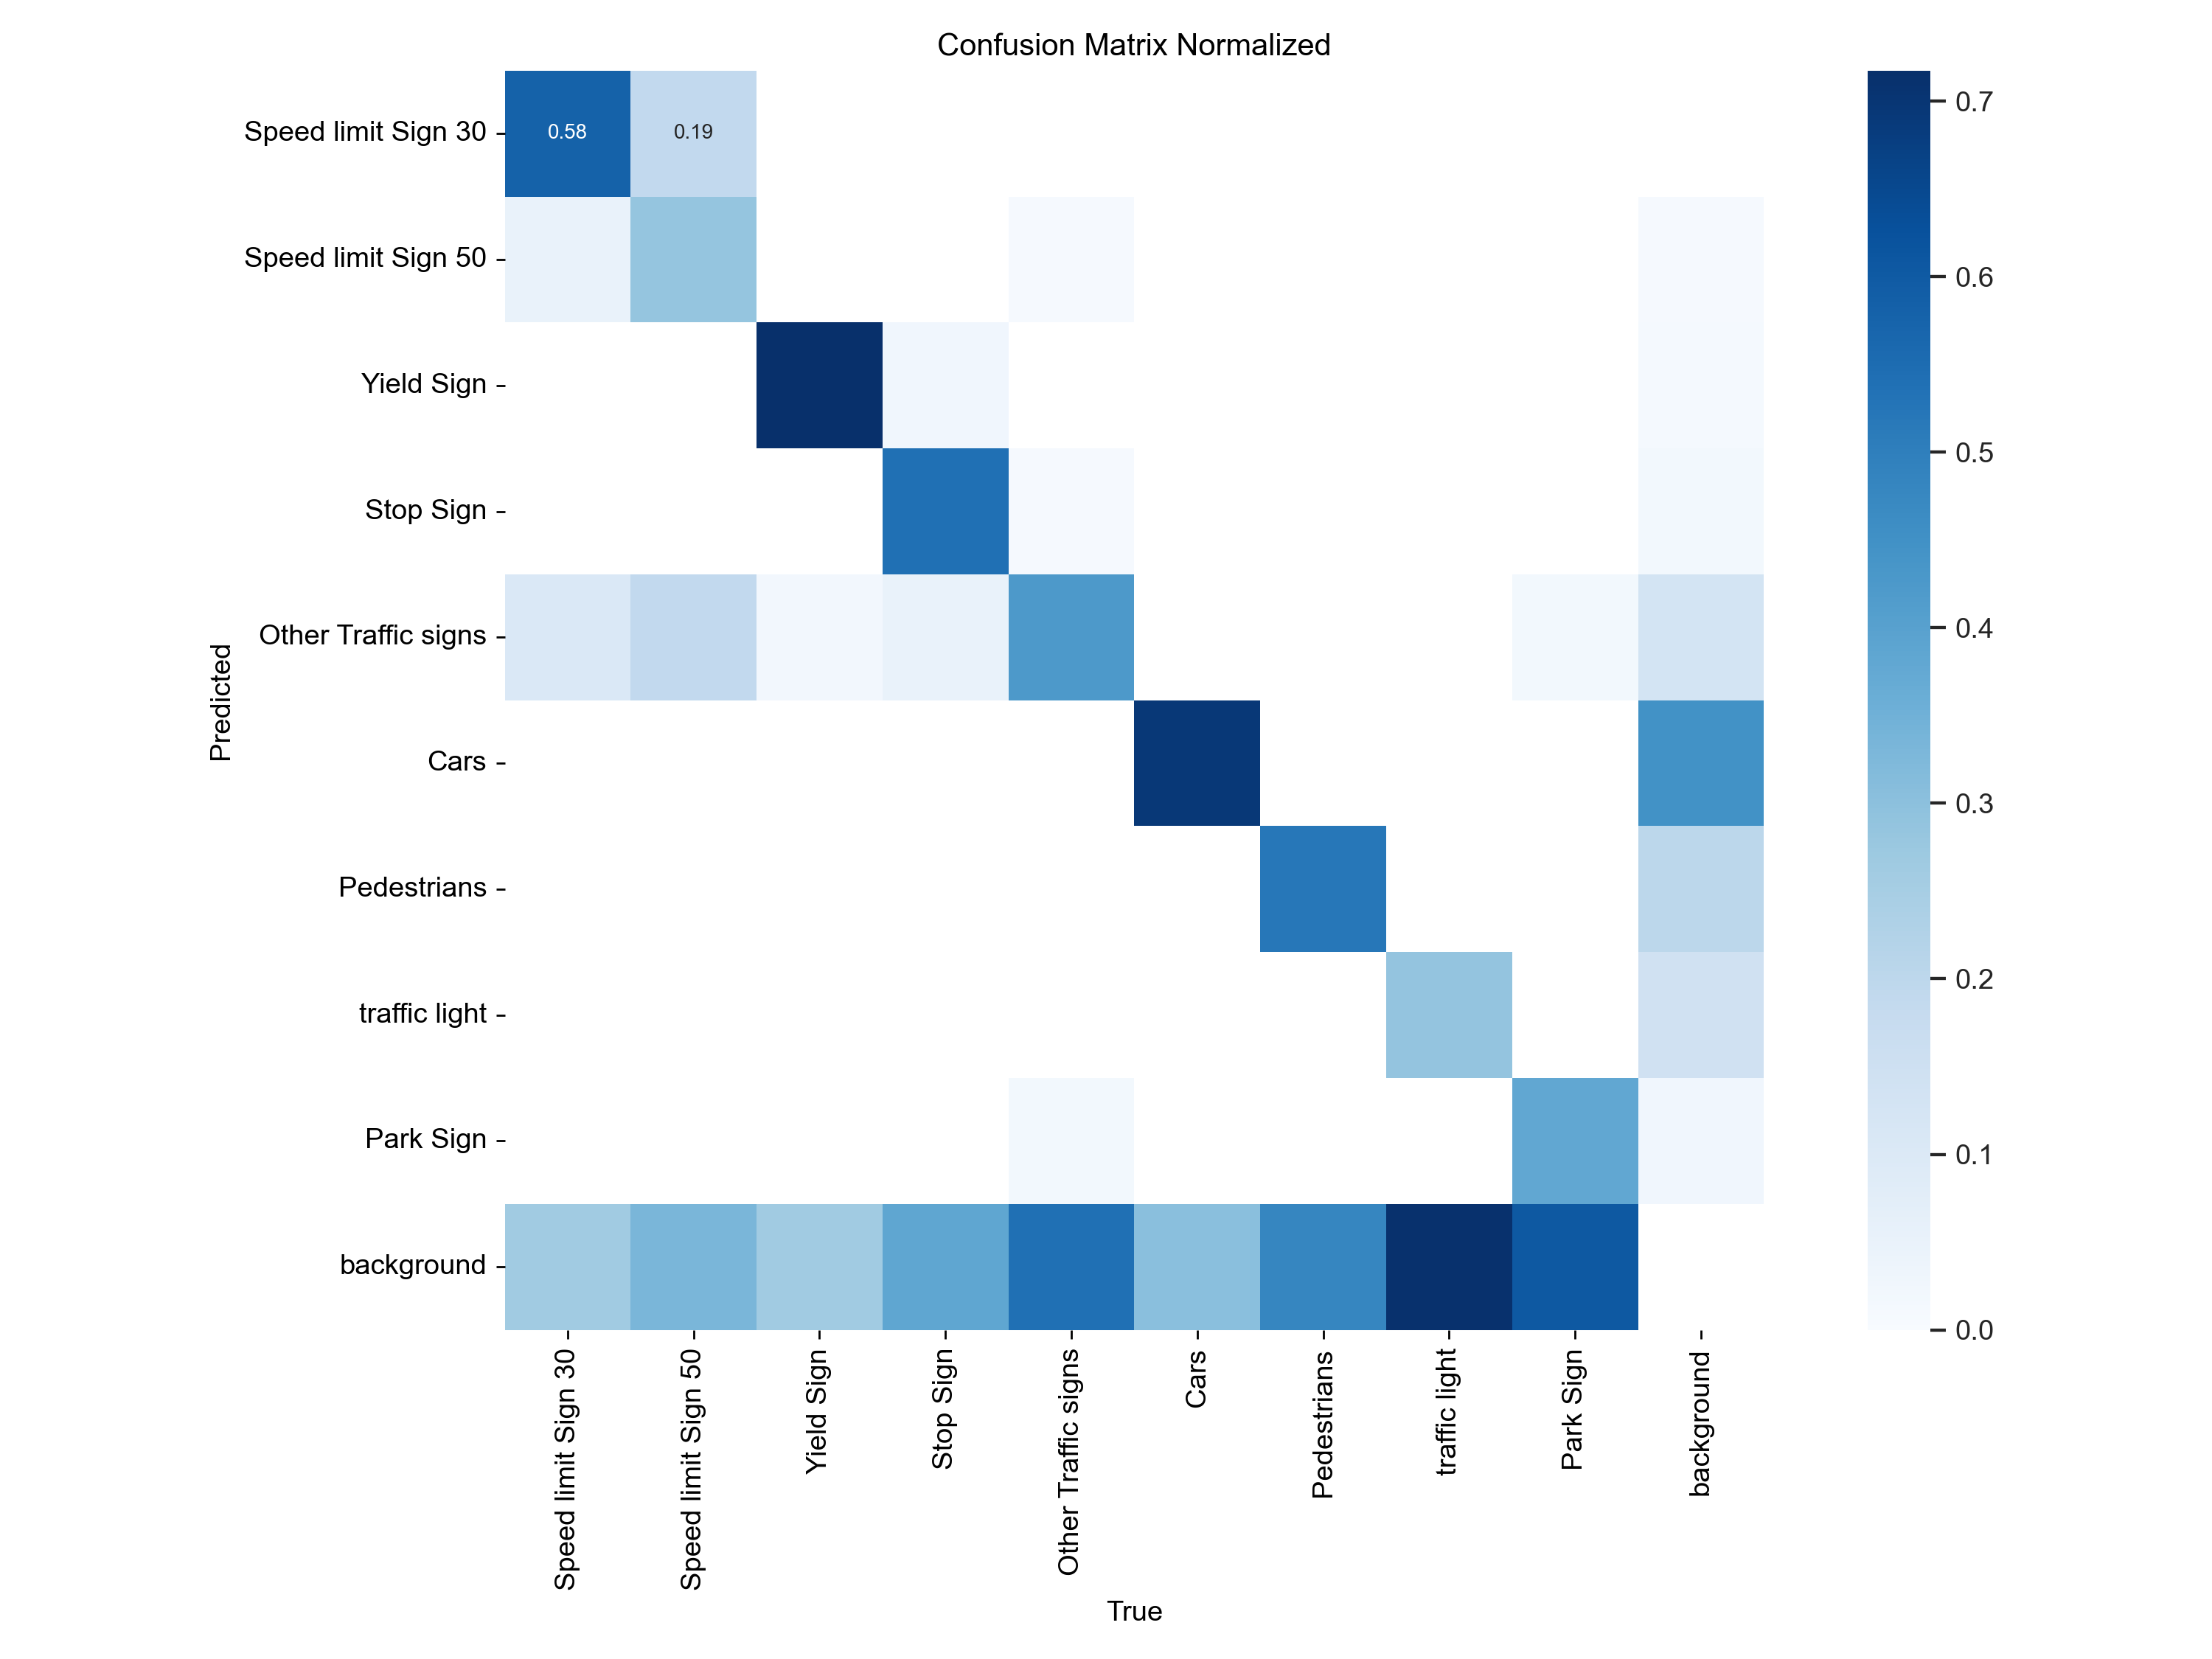 Confusion Matrix Normalized
Speed limit Sign 30
0.58
0.19
Speed limit Sign 50
Yield Sign
Stop Sign
Other Traffic signs
Cars
Pedestrians
traffic light
Park Sign
background
Predicted
0.7
0.6
0.5
0.4
0.3
0.2
0.1
0.0
Speed limit Sign 30
Speed limit Sign 50
Yield Sign
Stop Sign
Other Traffic signs
Cars
Pedestrians
traffic light
Park Sign
background
True